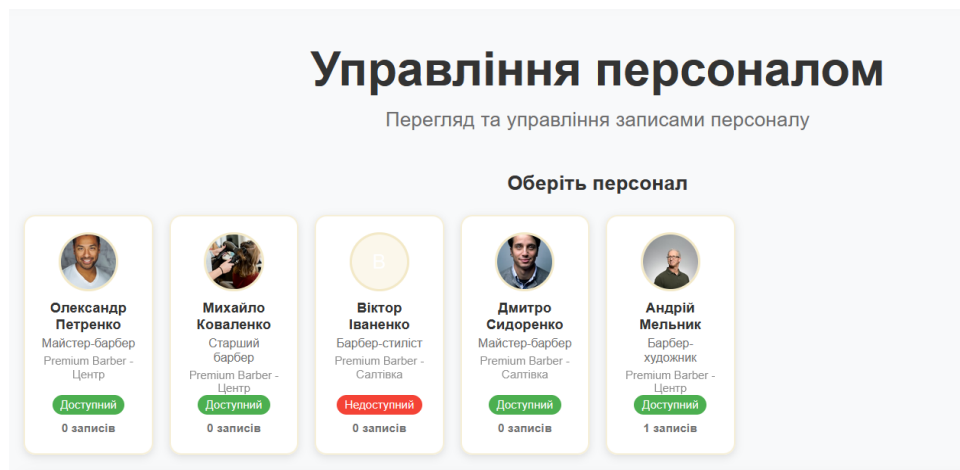 Управління персоналом
Перегляд та управління записами персоналу
Оберіть персонал
Олександр
Петренко
Майстер-барбер
Premium Barber -
Центр
Доступний
0 записів
Михайло
Коваленко
Старший
барбер
Premium Barber -
Центр
Доступний
0 записів
В
Віктор
Іваненко
Барбер-стиліст
Premium Barber -
Салтівка
Недоступний
0 записів
Дмитро
Сидоренко
Майстер-барбер
Premium Barber -
Салтівка
Доступний
0 записів
Андрій
Мельник
Барбер-
художник
Premium Barber -
Центр
Доступний
1 записів